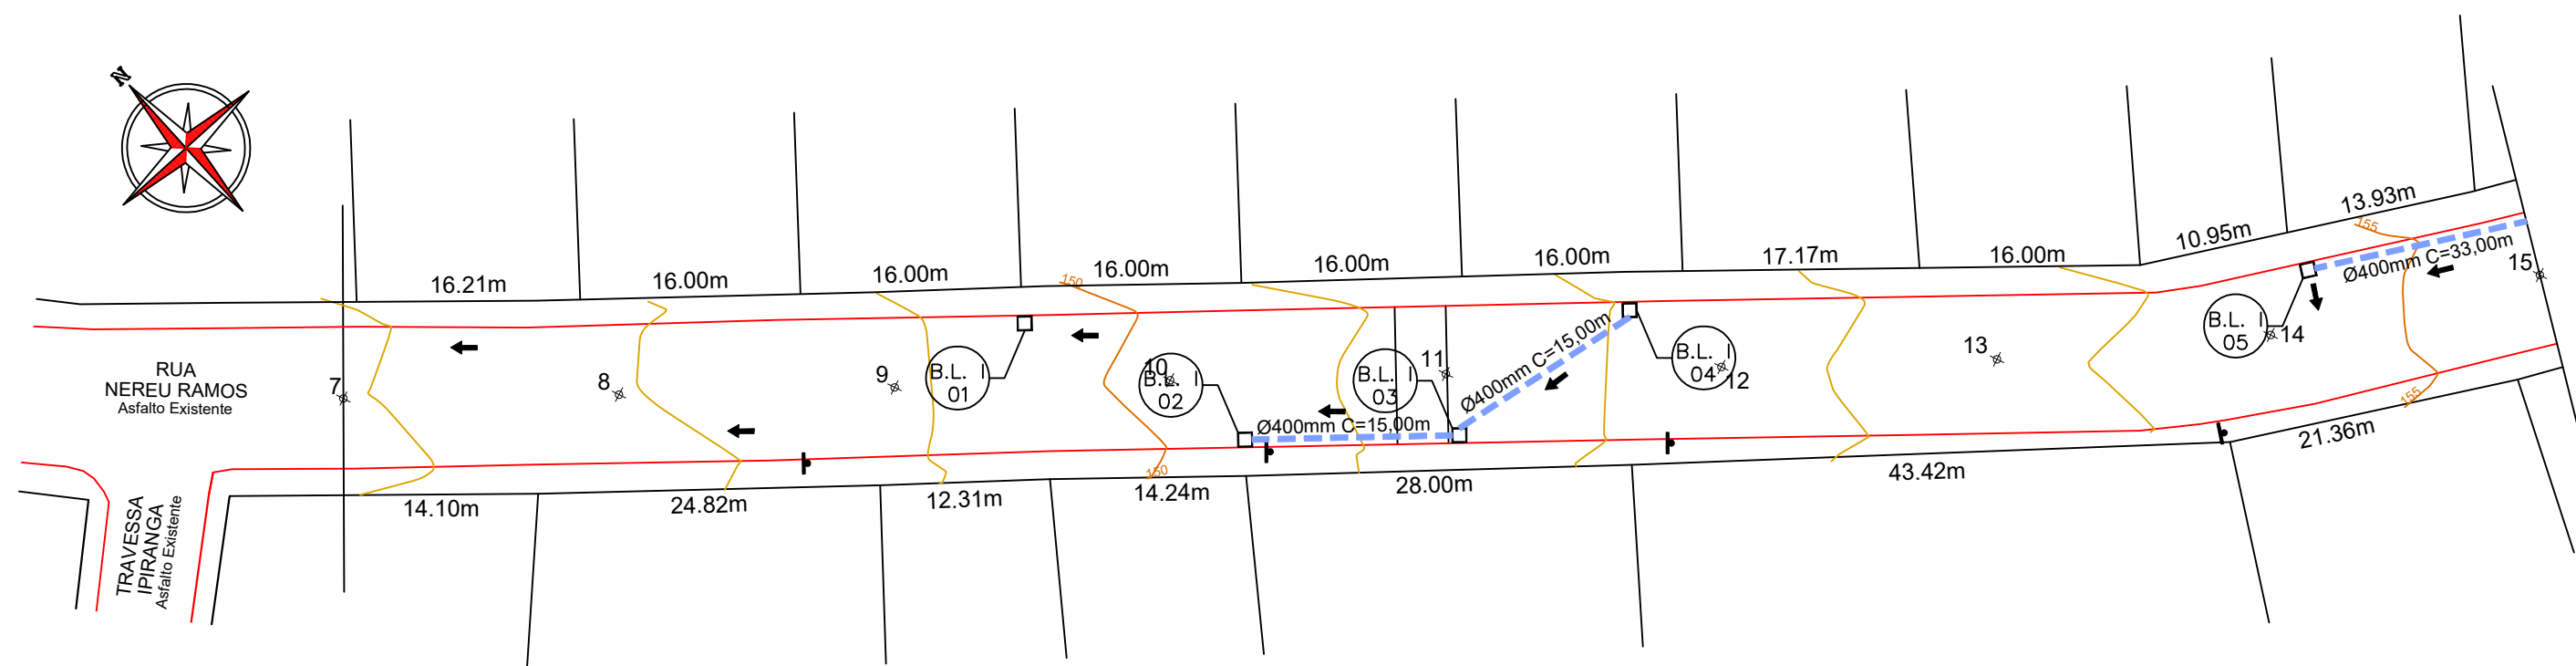 N
16.21m
16.00m
16.00m
16.00m
16.00m
16.00m
17.17m
16.00m
10.95m
13.93m
150
155
RUA
NEREU RAMOS
Asfalto Existente
7
8
9
B.L. I
01
10
B.L. I
02
B.L. I
03
11
Ø400mm C=15,00m
Ø400mm C=15,00m
B.L. I
04
12
13
B.L. I
05
14
Ø400mm C=33,00m
15
150
155
14.10m
24.82m
12.31m
14.24m
28.00m
43.42m
21.36m
TRAVESSA
IPIRANGA
Asfalto Existente